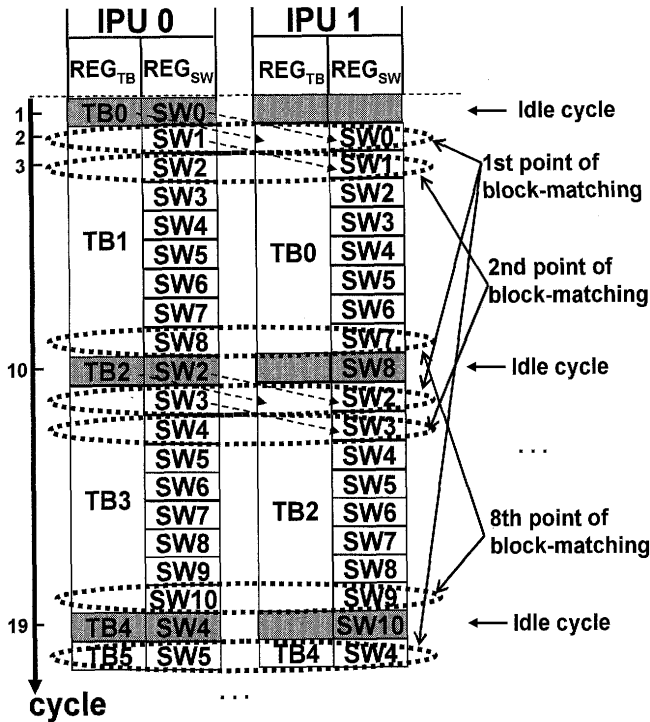 IPU 0 IPU 1
REGTB REGSW REGTB REGSW
1 TB0 SW0 Idle cycle
2 SW1 SW0
3 SW2 SW1 1st point of
SW3 SW2 block-matching
SW4 SW3
TB1 SW5 TB0 SW4 2nd point of
SW6 SW5 block-matching
SW7 SW6
SW8 SW7
10 TB2 SW2 SW8 Idle cycle
SW3 SW2
SW4 SW3
SW5 SW4 ...
SW6 SW5
TB3 SW7 TB2 SW6 8th point of
SW8 SW7 block-matching
SW9 SW8
SW10 SW9
19 TB4 SW4 SW10 Idle cycle
TB5 SW5 TB4 SW4
cycle ...